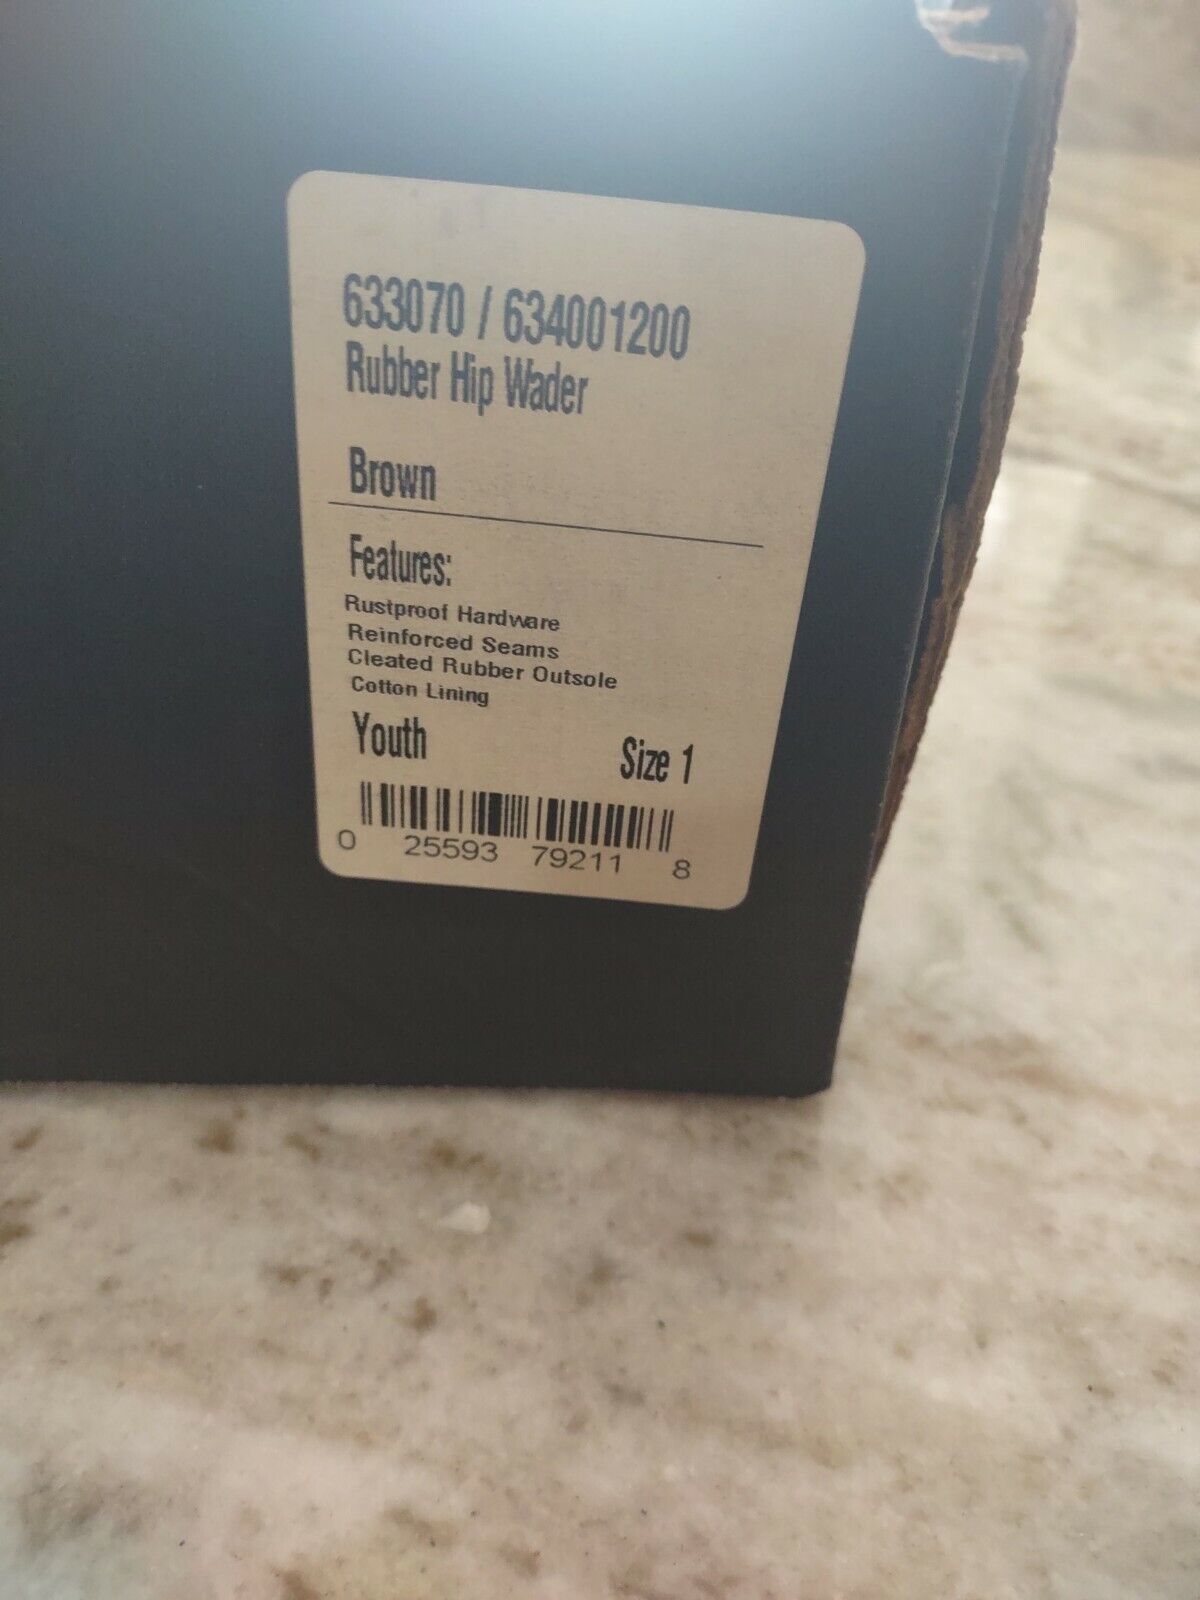 633070 / 634001200
Rubber Hip Wader
Brown
Features:
Rustproof Hardware
Reinforced Seams
Cleated Rubber Outsole
Cotton Lining
Youth Size 1
0 25593 79211 8